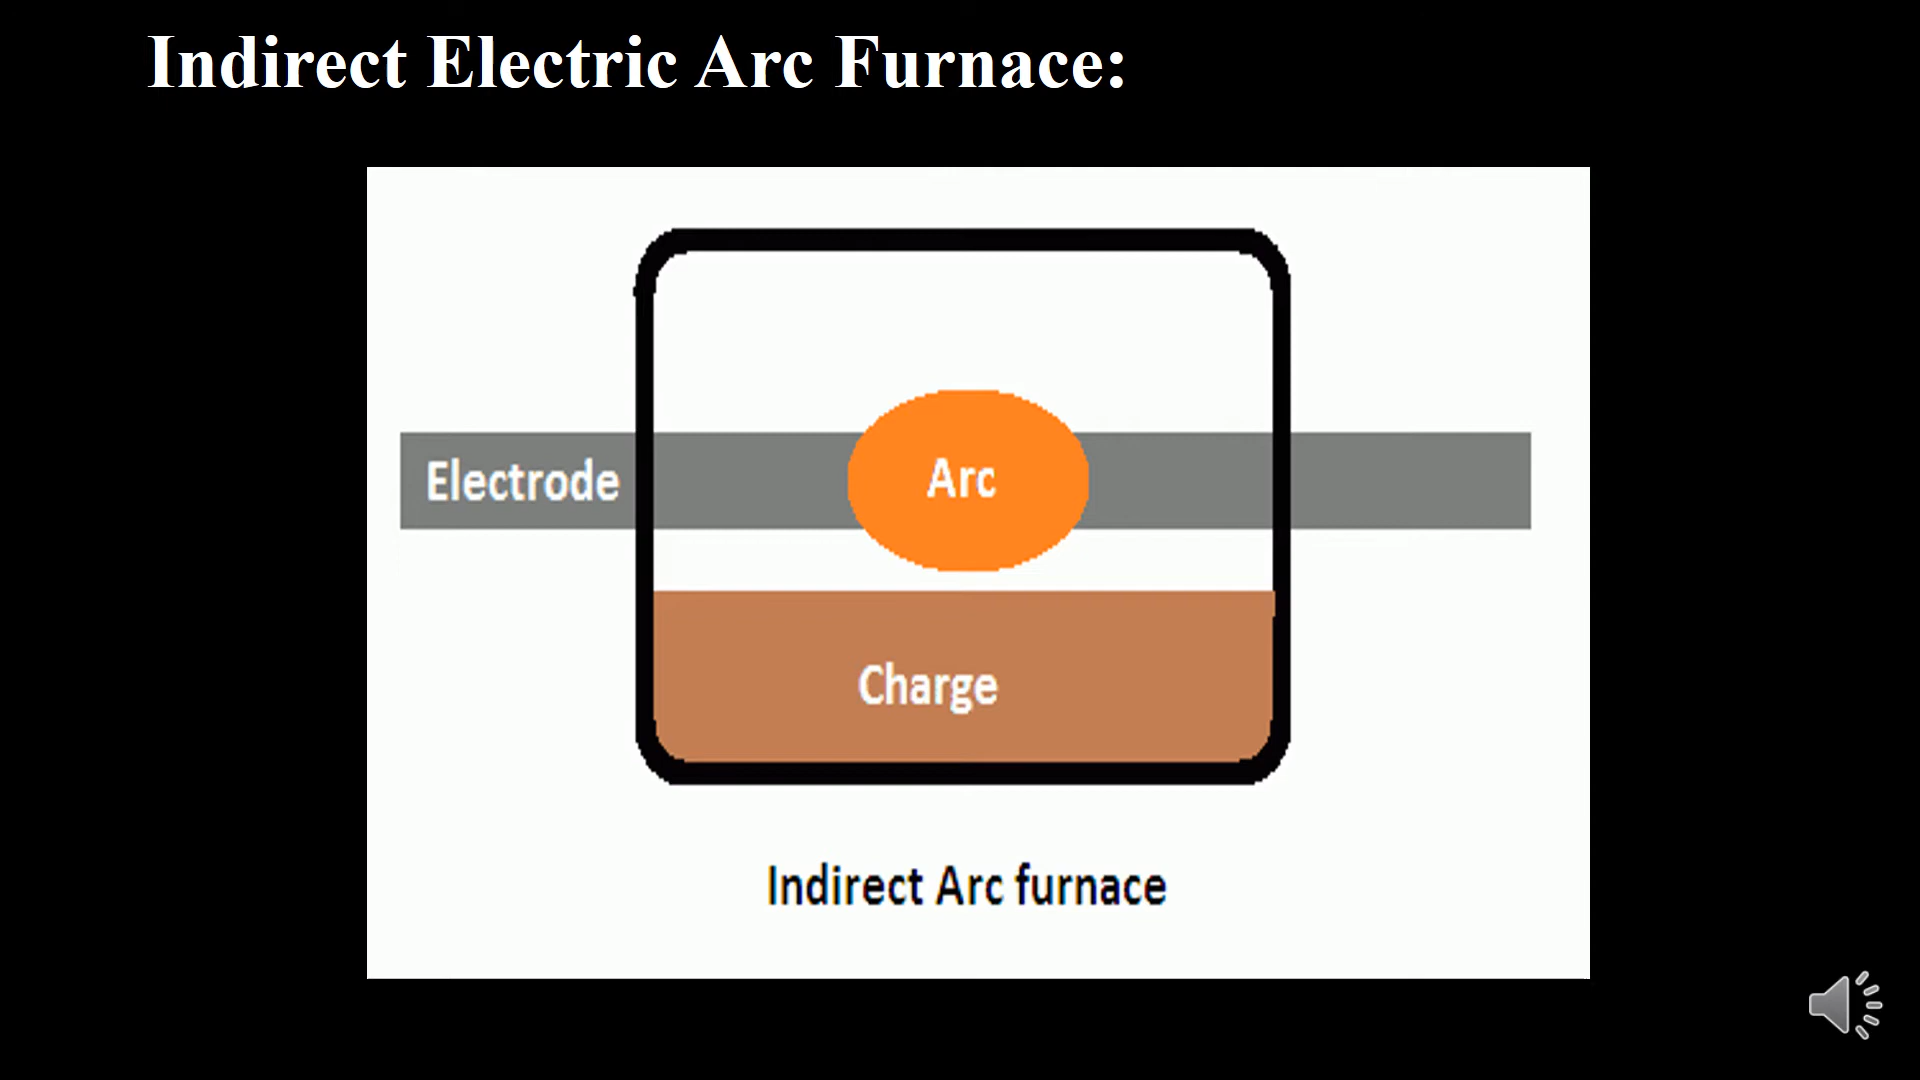 Indirect Electric Arc Furnace:
Electrode
Arc
Charge
Indirect Arc furnace